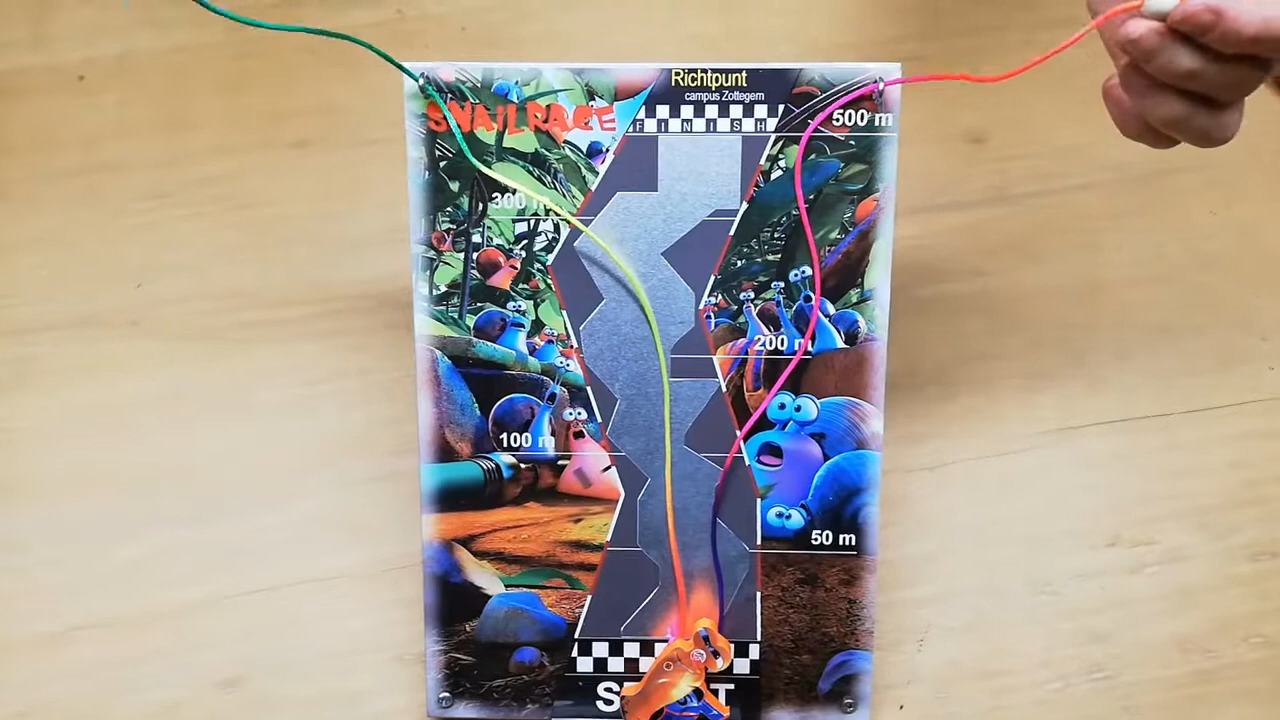 Richtpunt
campus Zottegem
SNAILRACE
FINISH
500 m
300 m
200 m
100 m
50 m